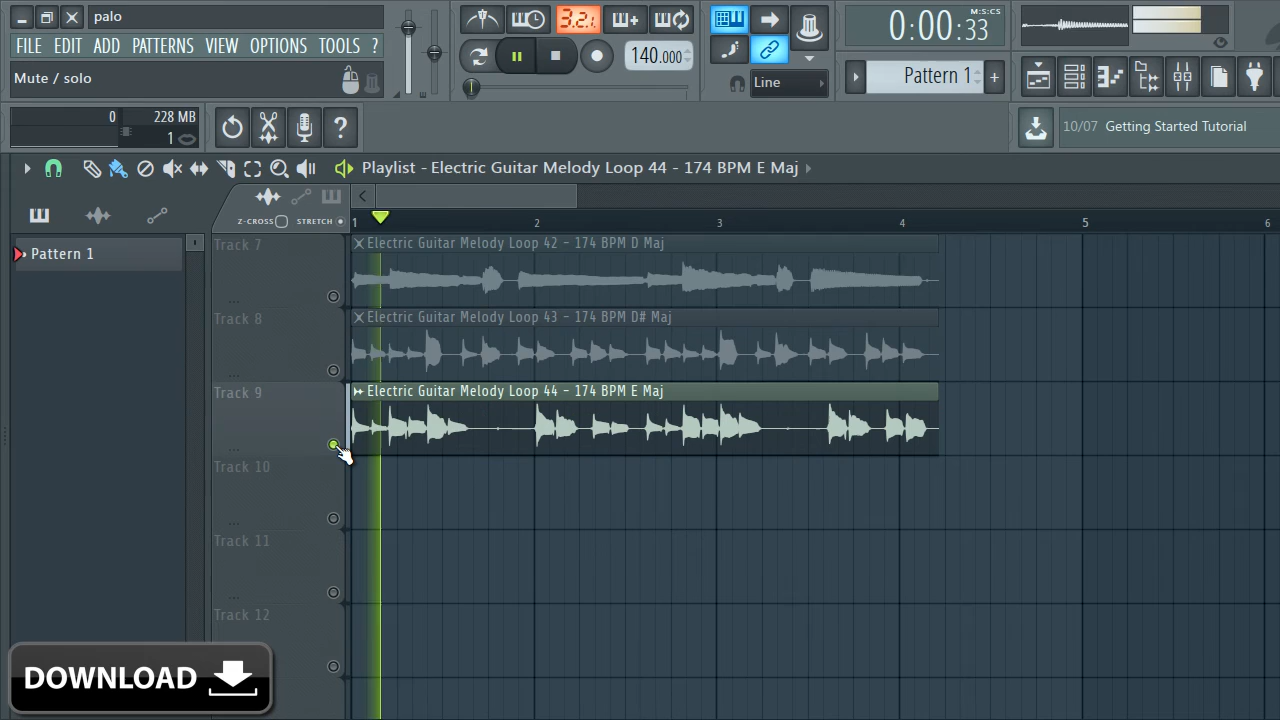 palo
FILE EDIT ADD PATTERNS VIEW OPTIONS TOOLS ?
Mute / solo
3.2.
140.000
Line
M:S:CS
0:00:33
Pattern 1
+
0
228 MB
1
?
10/07 Getting Started Tutorial
Playlist - Electric Guitar Melody Loop 44 - 174 BPM E Maj
Z-CROSS STRETCH
1 2 3 4 5 6
Pattern 1
Track 7
Electric Guitar Melody Loop 42 - 174 BPM D Maj
Track 8
Electric Guitar Melody Loop 43 - 174 BPM D# Maj
Track 9
Electric Guitar Melody Loop 44 - 174 BPM E Maj
Track 10
Track 11
Track 12
DOWNLOAD